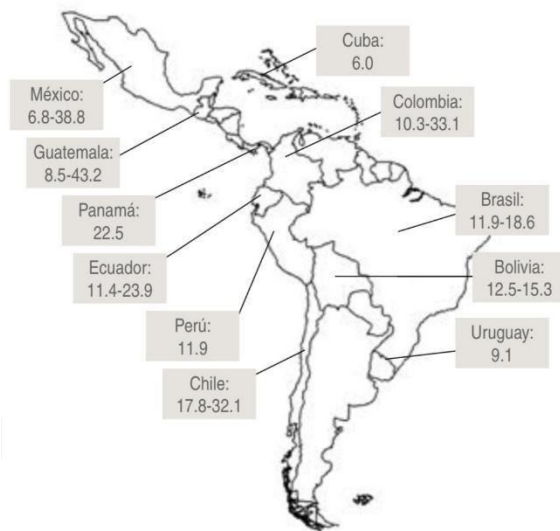 Cuba:
6.0
México:
6.8-38.8
Colombia:
10.3-33.1
Guatemala:
8.5-43.2
Panamá:
22.5
Brasil:
11.9-18.6
Ecuador:
11.4-23.9
Bolivia:
12.5-15.3
Perú:
11.9
Uruguay:
9.1
Chile:
17.8-32.1